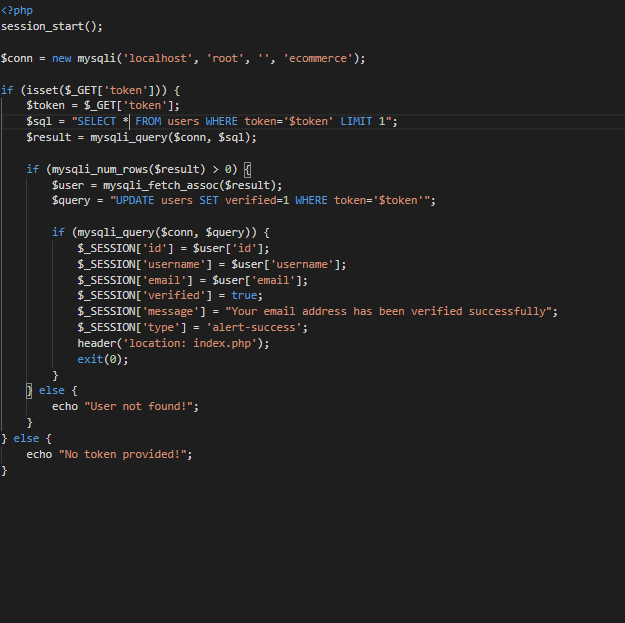 <?php
session_start();

$conn = new mysqli('localhost', 'root', '', 'ecommerce');

if (isset($_GET['token'])) {
    $token = $_GET['token'];
    $sql = "SELECT * FROM users WHERE token='$token' LIMIT 1";
    $result = mysqli_query($conn, $sql);

    if (mysqli_num_rows($result) > 0) {
        $user = mysqli_fetch_assoc($result);
        $query = "UPDATE users SET verified=1 WHERE token='$token'";

        if (mysqli_query($conn, $query)) {
            $_SESSION['id'] = $user['id'];
            $_SESSION['username'] = $user['username'];
            $_SESSION['email'] = $user['email'];
            $_SESSION['verified'] = true;
            $_SESSION['message'] = "Your email address has been verified successfully";
            $_SESSION['type'] = 'alert-success';
            header('location: index.php');
            exit(0);
        }
    } else {
        echo "User not found!";
    }
} else {
    echo "No token provided!";
}